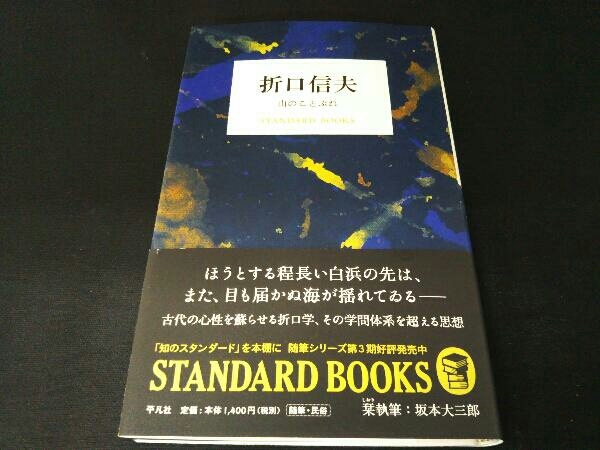 折口信夫
山のことぶれ
STANDARD BOOKS
ほうとする程長い白浜の先は、
また、目も届かぬ海が揺れてゐる──
古代の心性を蘇らせる折口学、その学問体系を超える思想
「知のスタンダード」を本棚に 随筆シリーズ第3期好評発売中
STANDARD BOOKS
平凡社 定価:本体1,400円(税別) 随筆・民俗 栞執筆:坂本大三郎
しおり